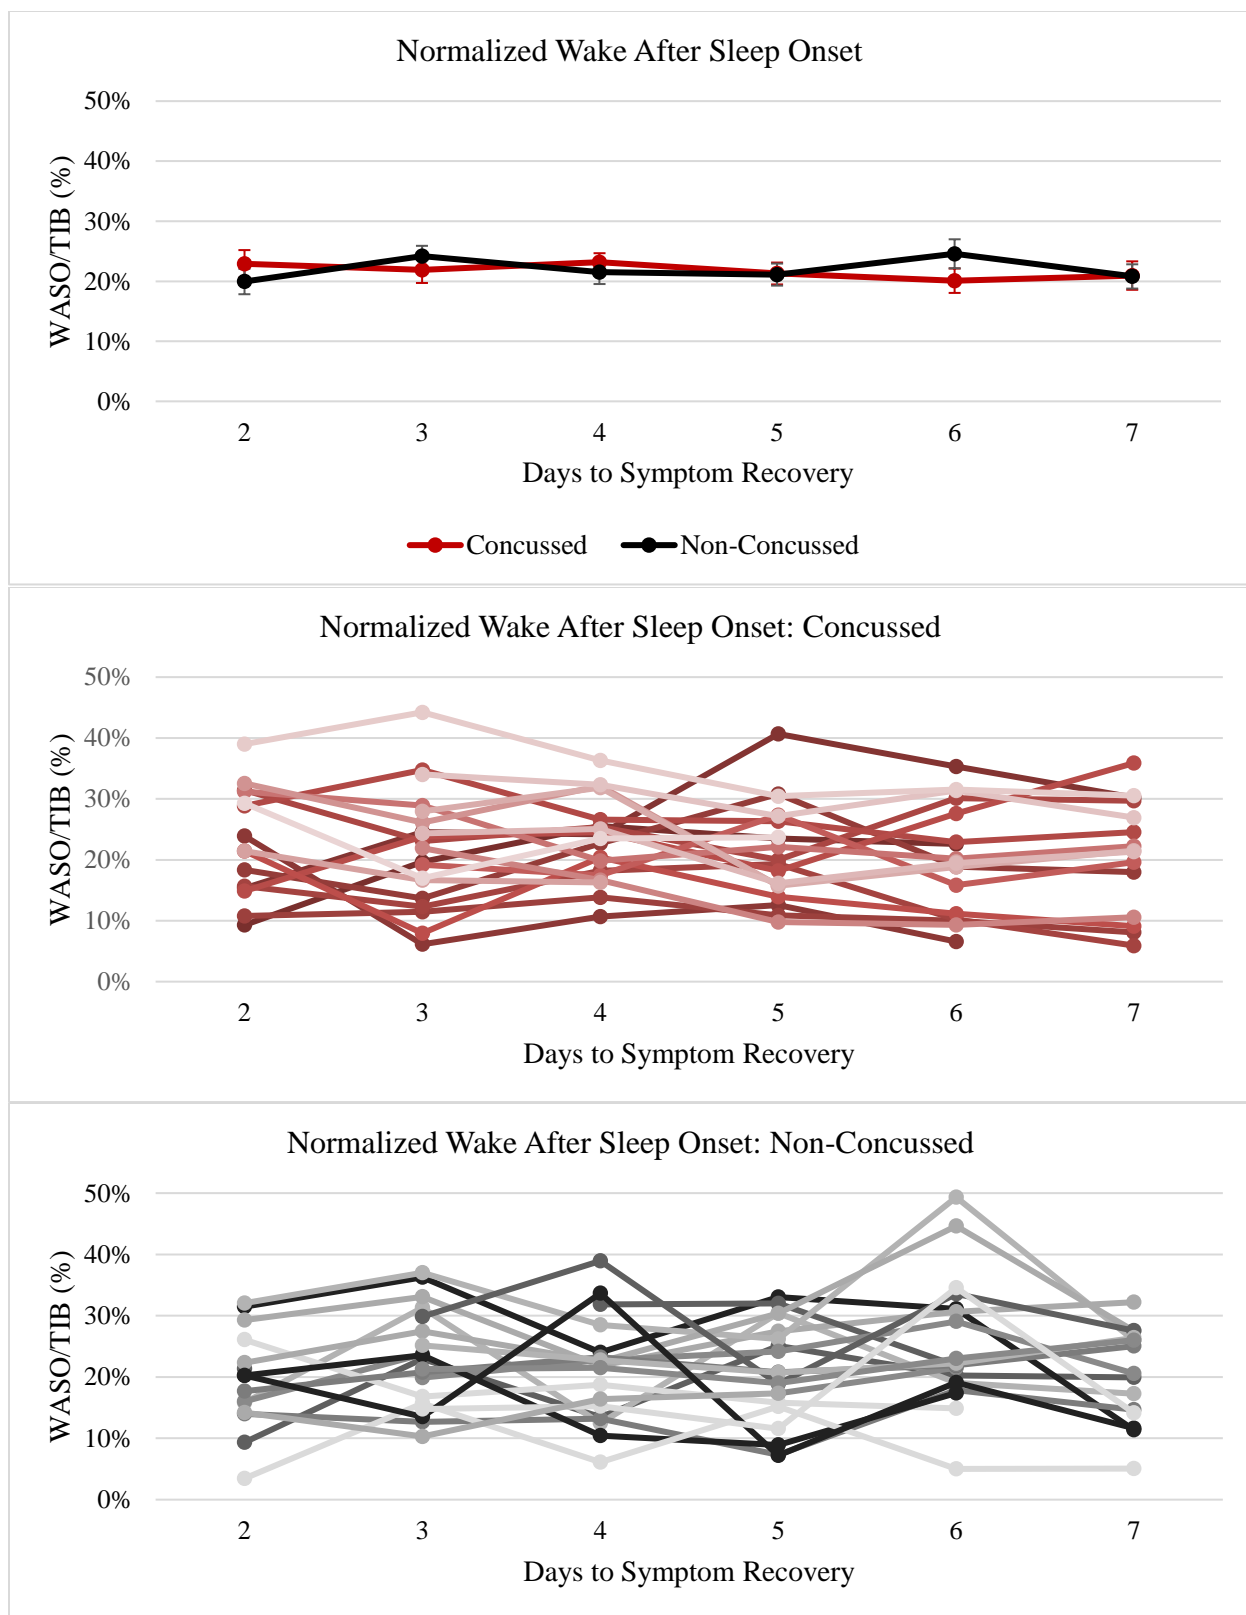 Normalized Wake After Sleep Onset
50%
40%
30%
20%
10%
0%
WASO/TIB (%)
2 3 4 5 6 7
Days to Symptom Recovery
Concussed Non-Concussed
Normalized Wake After Sleep Onset: Concussed
50%
40%
30%
20%
10%
0%
WASO/TIB (%)
2 3 4 5 6 7
Days to Symptom Recovery
Normalized Wake After Sleep Onset: Non-Concussed
50%
40%
30%
20%
10%
0%
WASO/TIB (%)
2 3 4 5 6 7
Days to Symptom Recovery